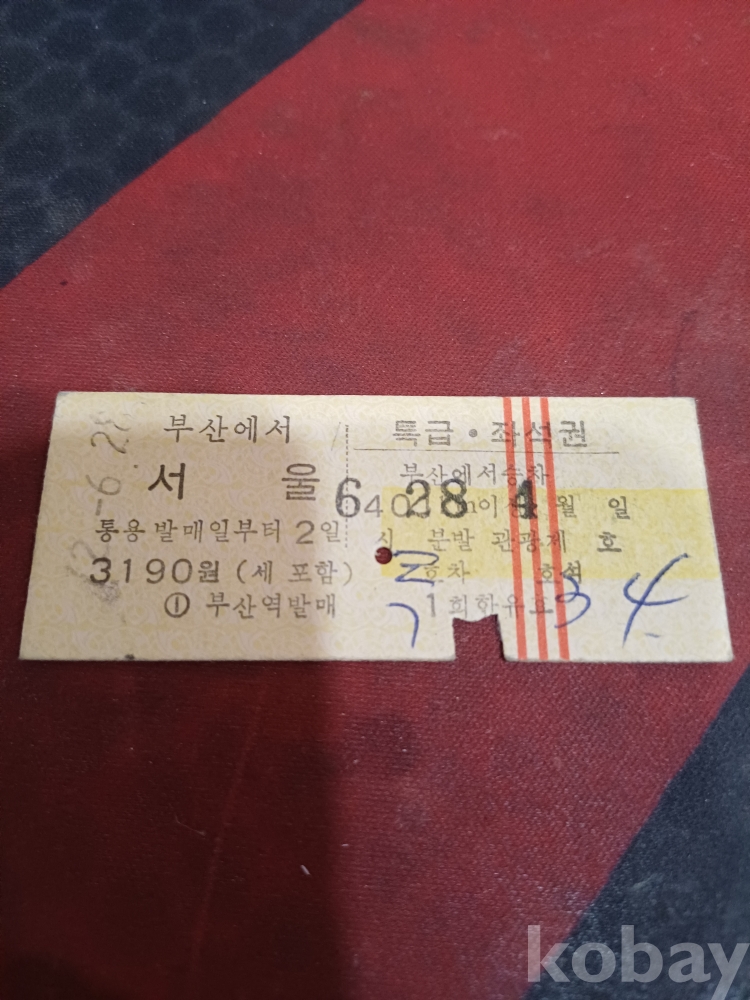 부산에서
서 울
통용발매일부터 2일
3190원 (세 포함)
① 부산역발매
-6. 28
특급 · 좌석권
부산에서승차
6 28 4
월 일
시 분발 관광제 호
호차 호석
1회한유효
2 34
kobay